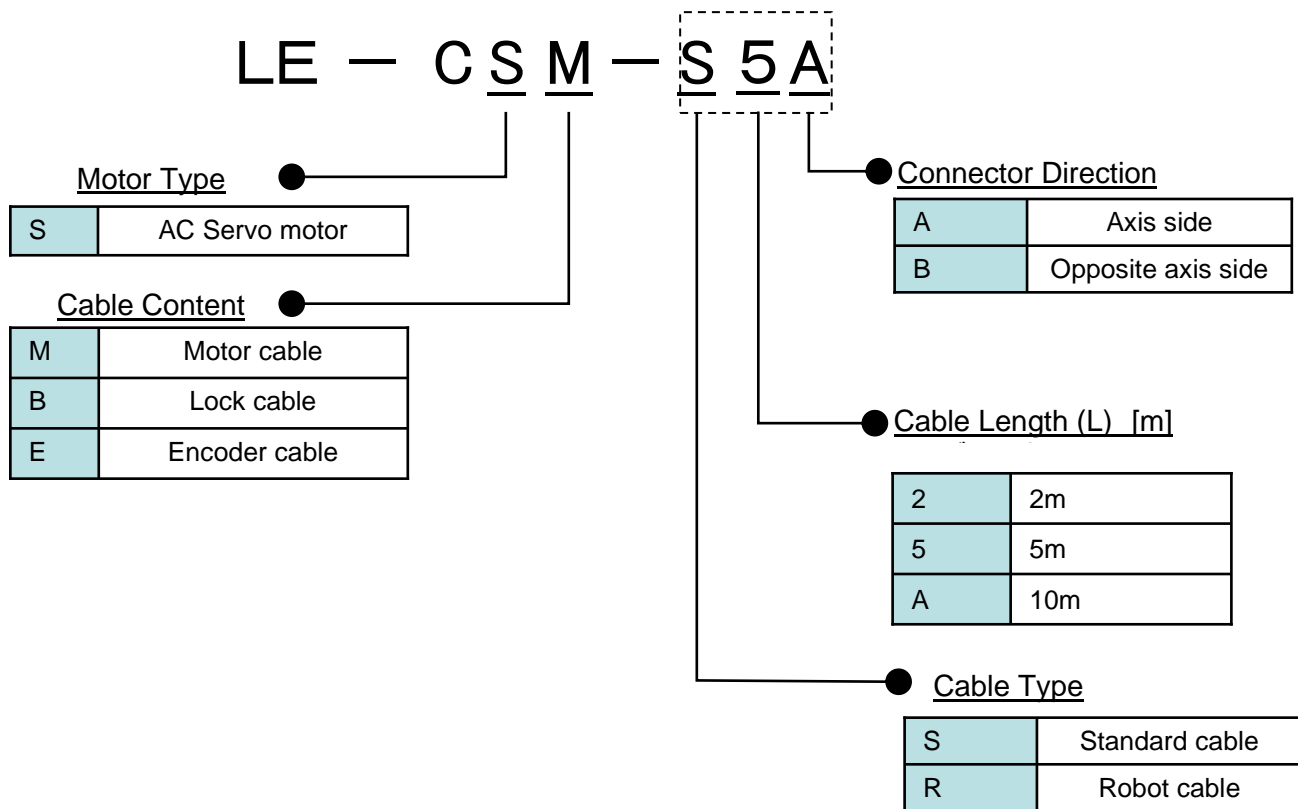 LE － CSM－S5A
Motor Type
S AC Servo motor
Cable Content
M Motor cable
B Lock cable
E Encoder cable
Connector Direction
A Axis side
B Opposite axis side
Cable Length (L) [m]
2 2m
5 5m
A 10m
Cable Type
S Standard cable
R Robot cable